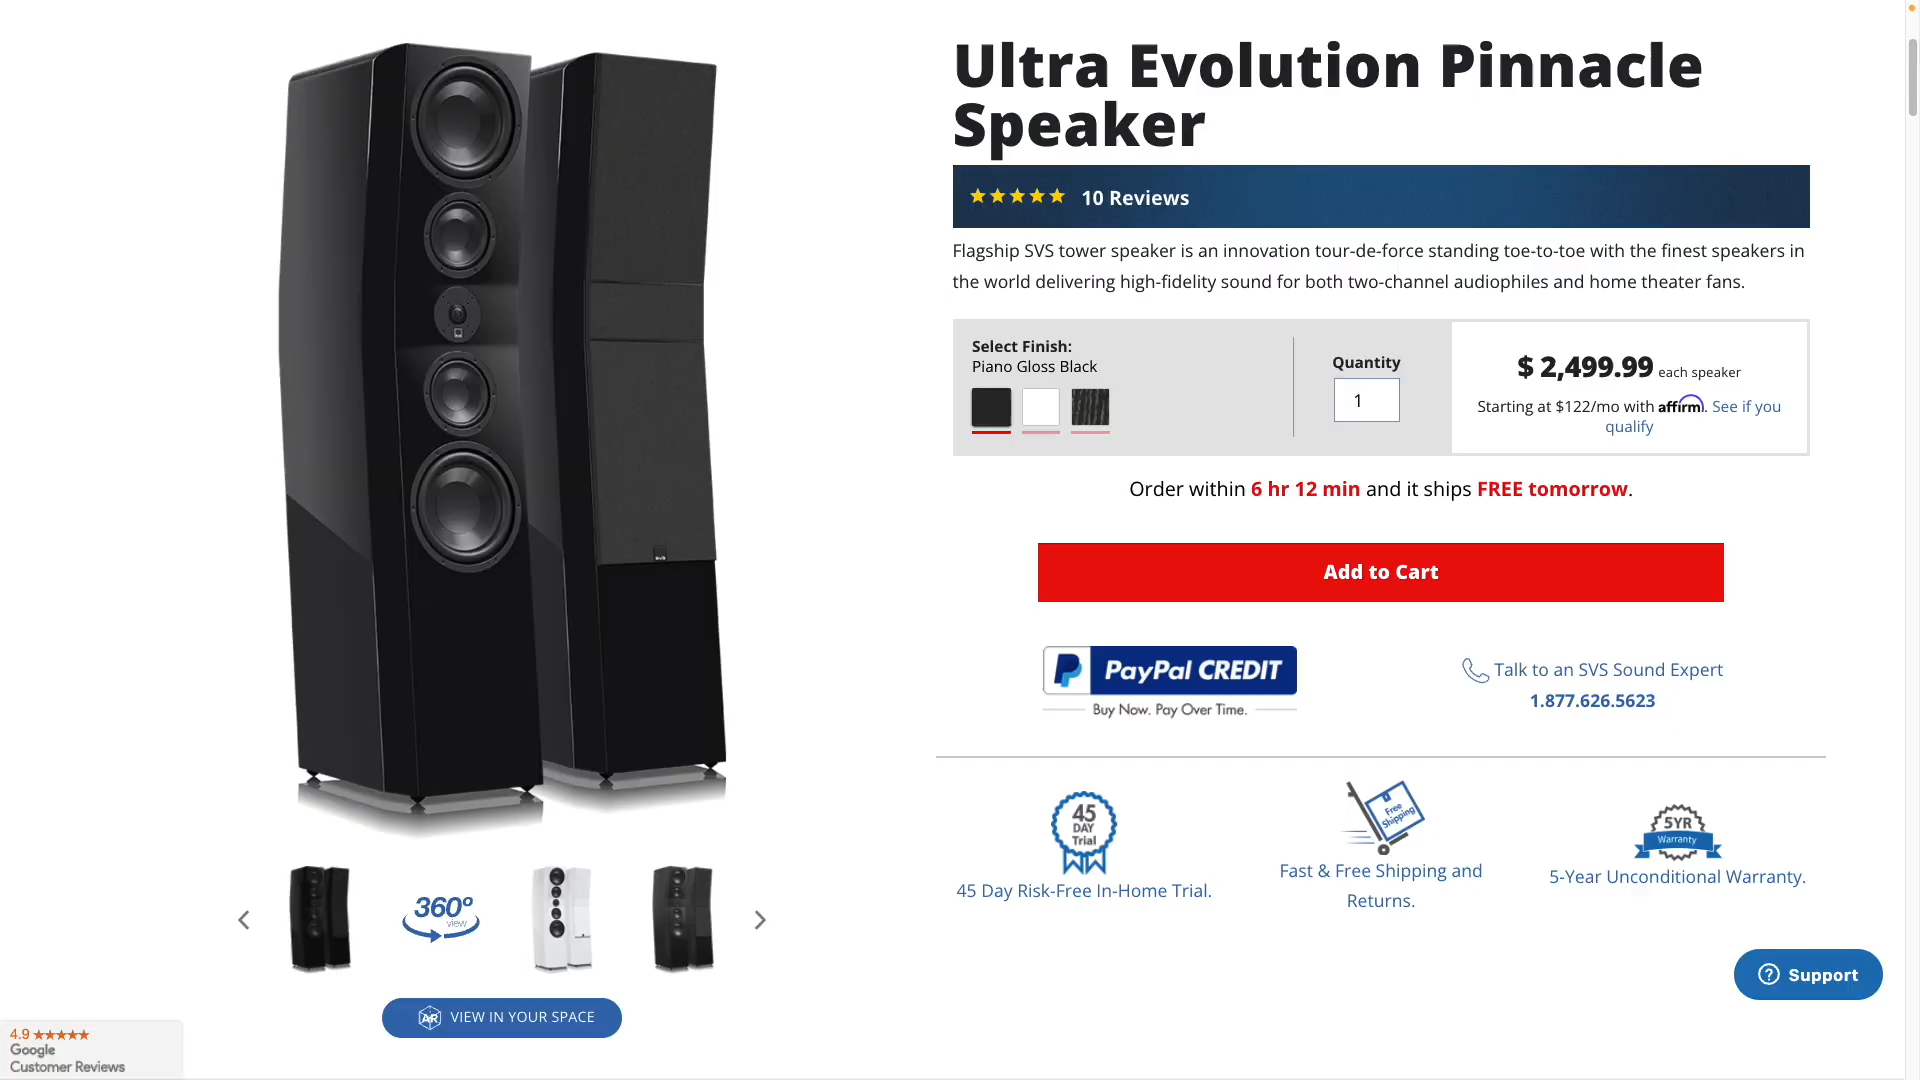 Ultra Evolution Pinnacle
Speaker
10 Reviews
Flagship SVS tower speaker is an innovation tour-de-force standing toe-to-toe with the finest speakers in
the world delivering high-fidelity sound for both two-channel audiophiles and home theater fans.
Select Finish:
Piano Gloss Black
Quantity
1
$ 2,499.99 each speaker
Starting at $122/mo with affirm. See if you
qualify
Order within 6 hr 12 min and it ships FREE tomorrow.
Add to Cart
PayPal CREDIT
Buy Now. Pay Over Time.
Talk to an SVS Sound Expert
1.877.626.5623
45
DAY
Trial
45 Day Risk-Free In-Home Trial.
Free
Shipping
Fast & Free Shipping and
Returns.
5YR
Warranty
5-Year Unconditional Warranty.
SVS
360º
view
AR VIEW IN YOUR SPACE
Support
4.9
Google
Customer Reviews